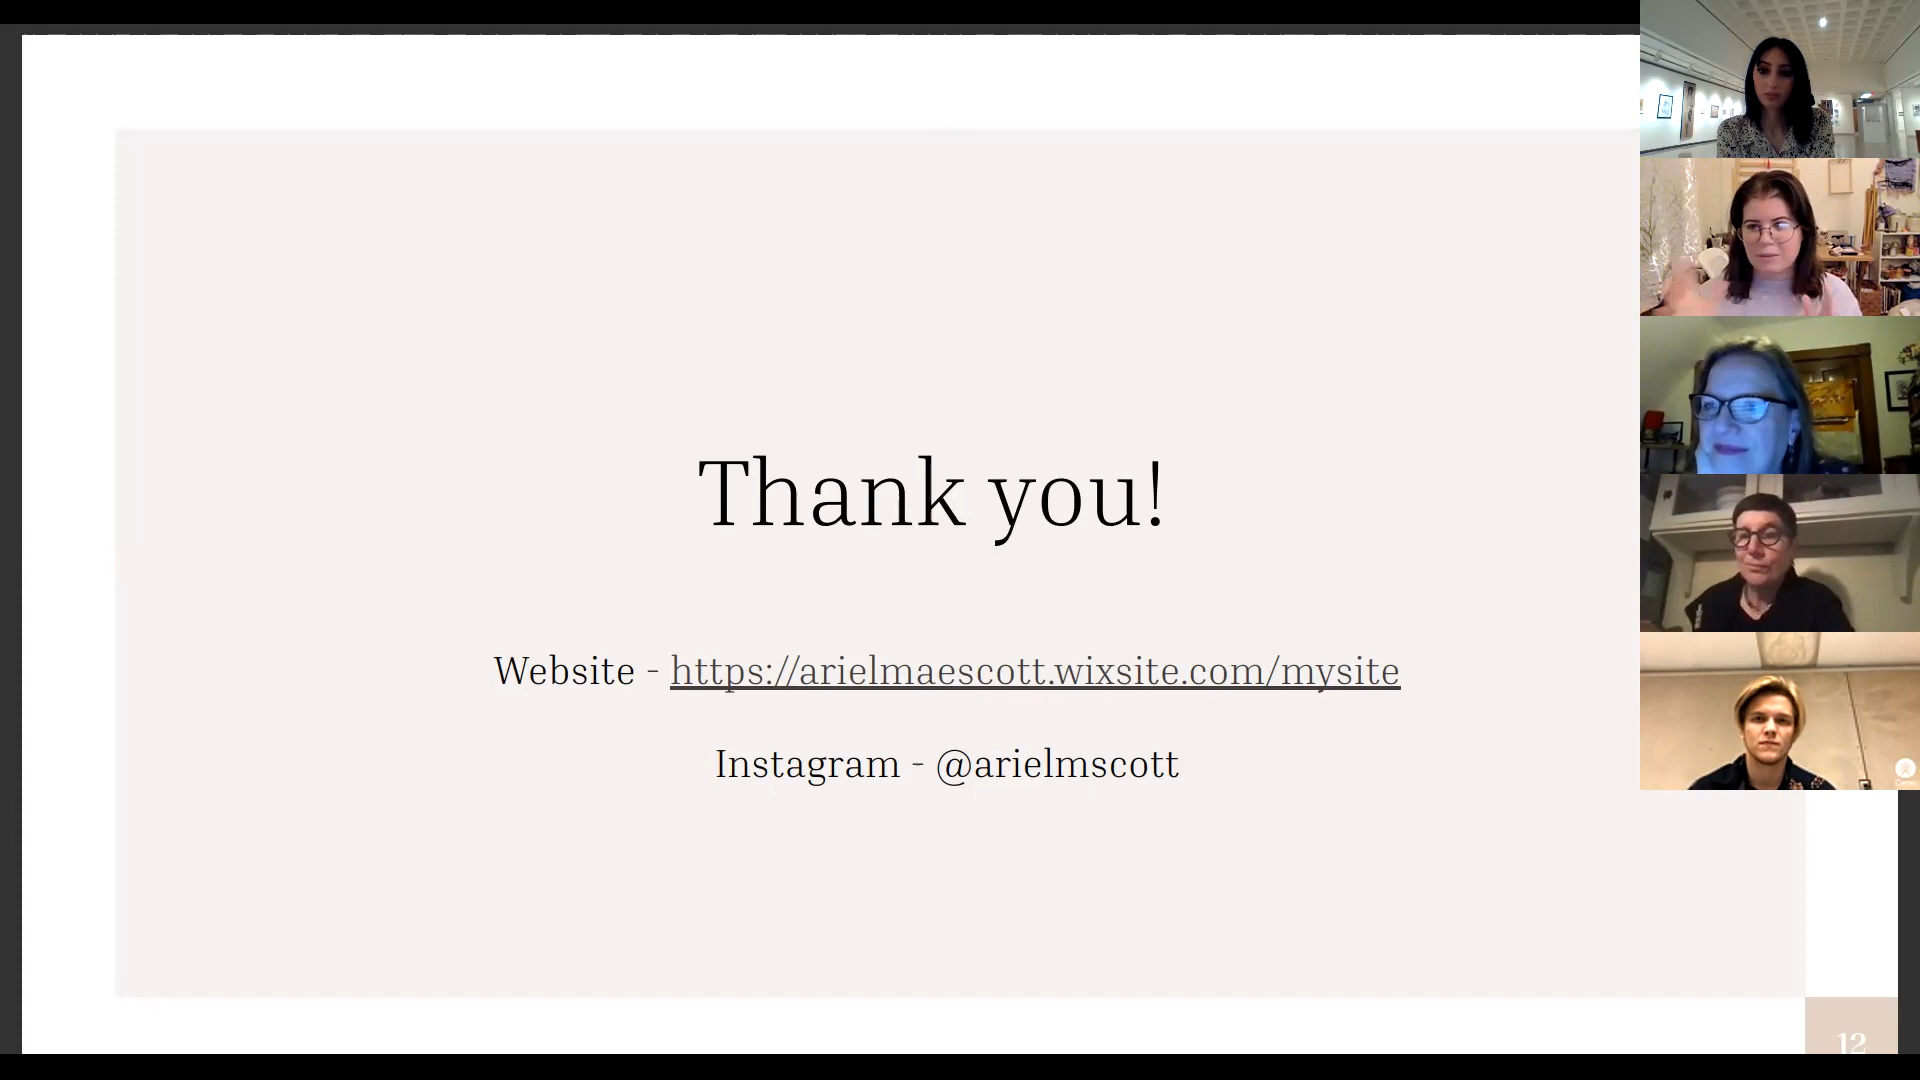 Thank you!
Website - https://arielmaescott.wixsite.com/mysite
Instagram - @arielmscott
12